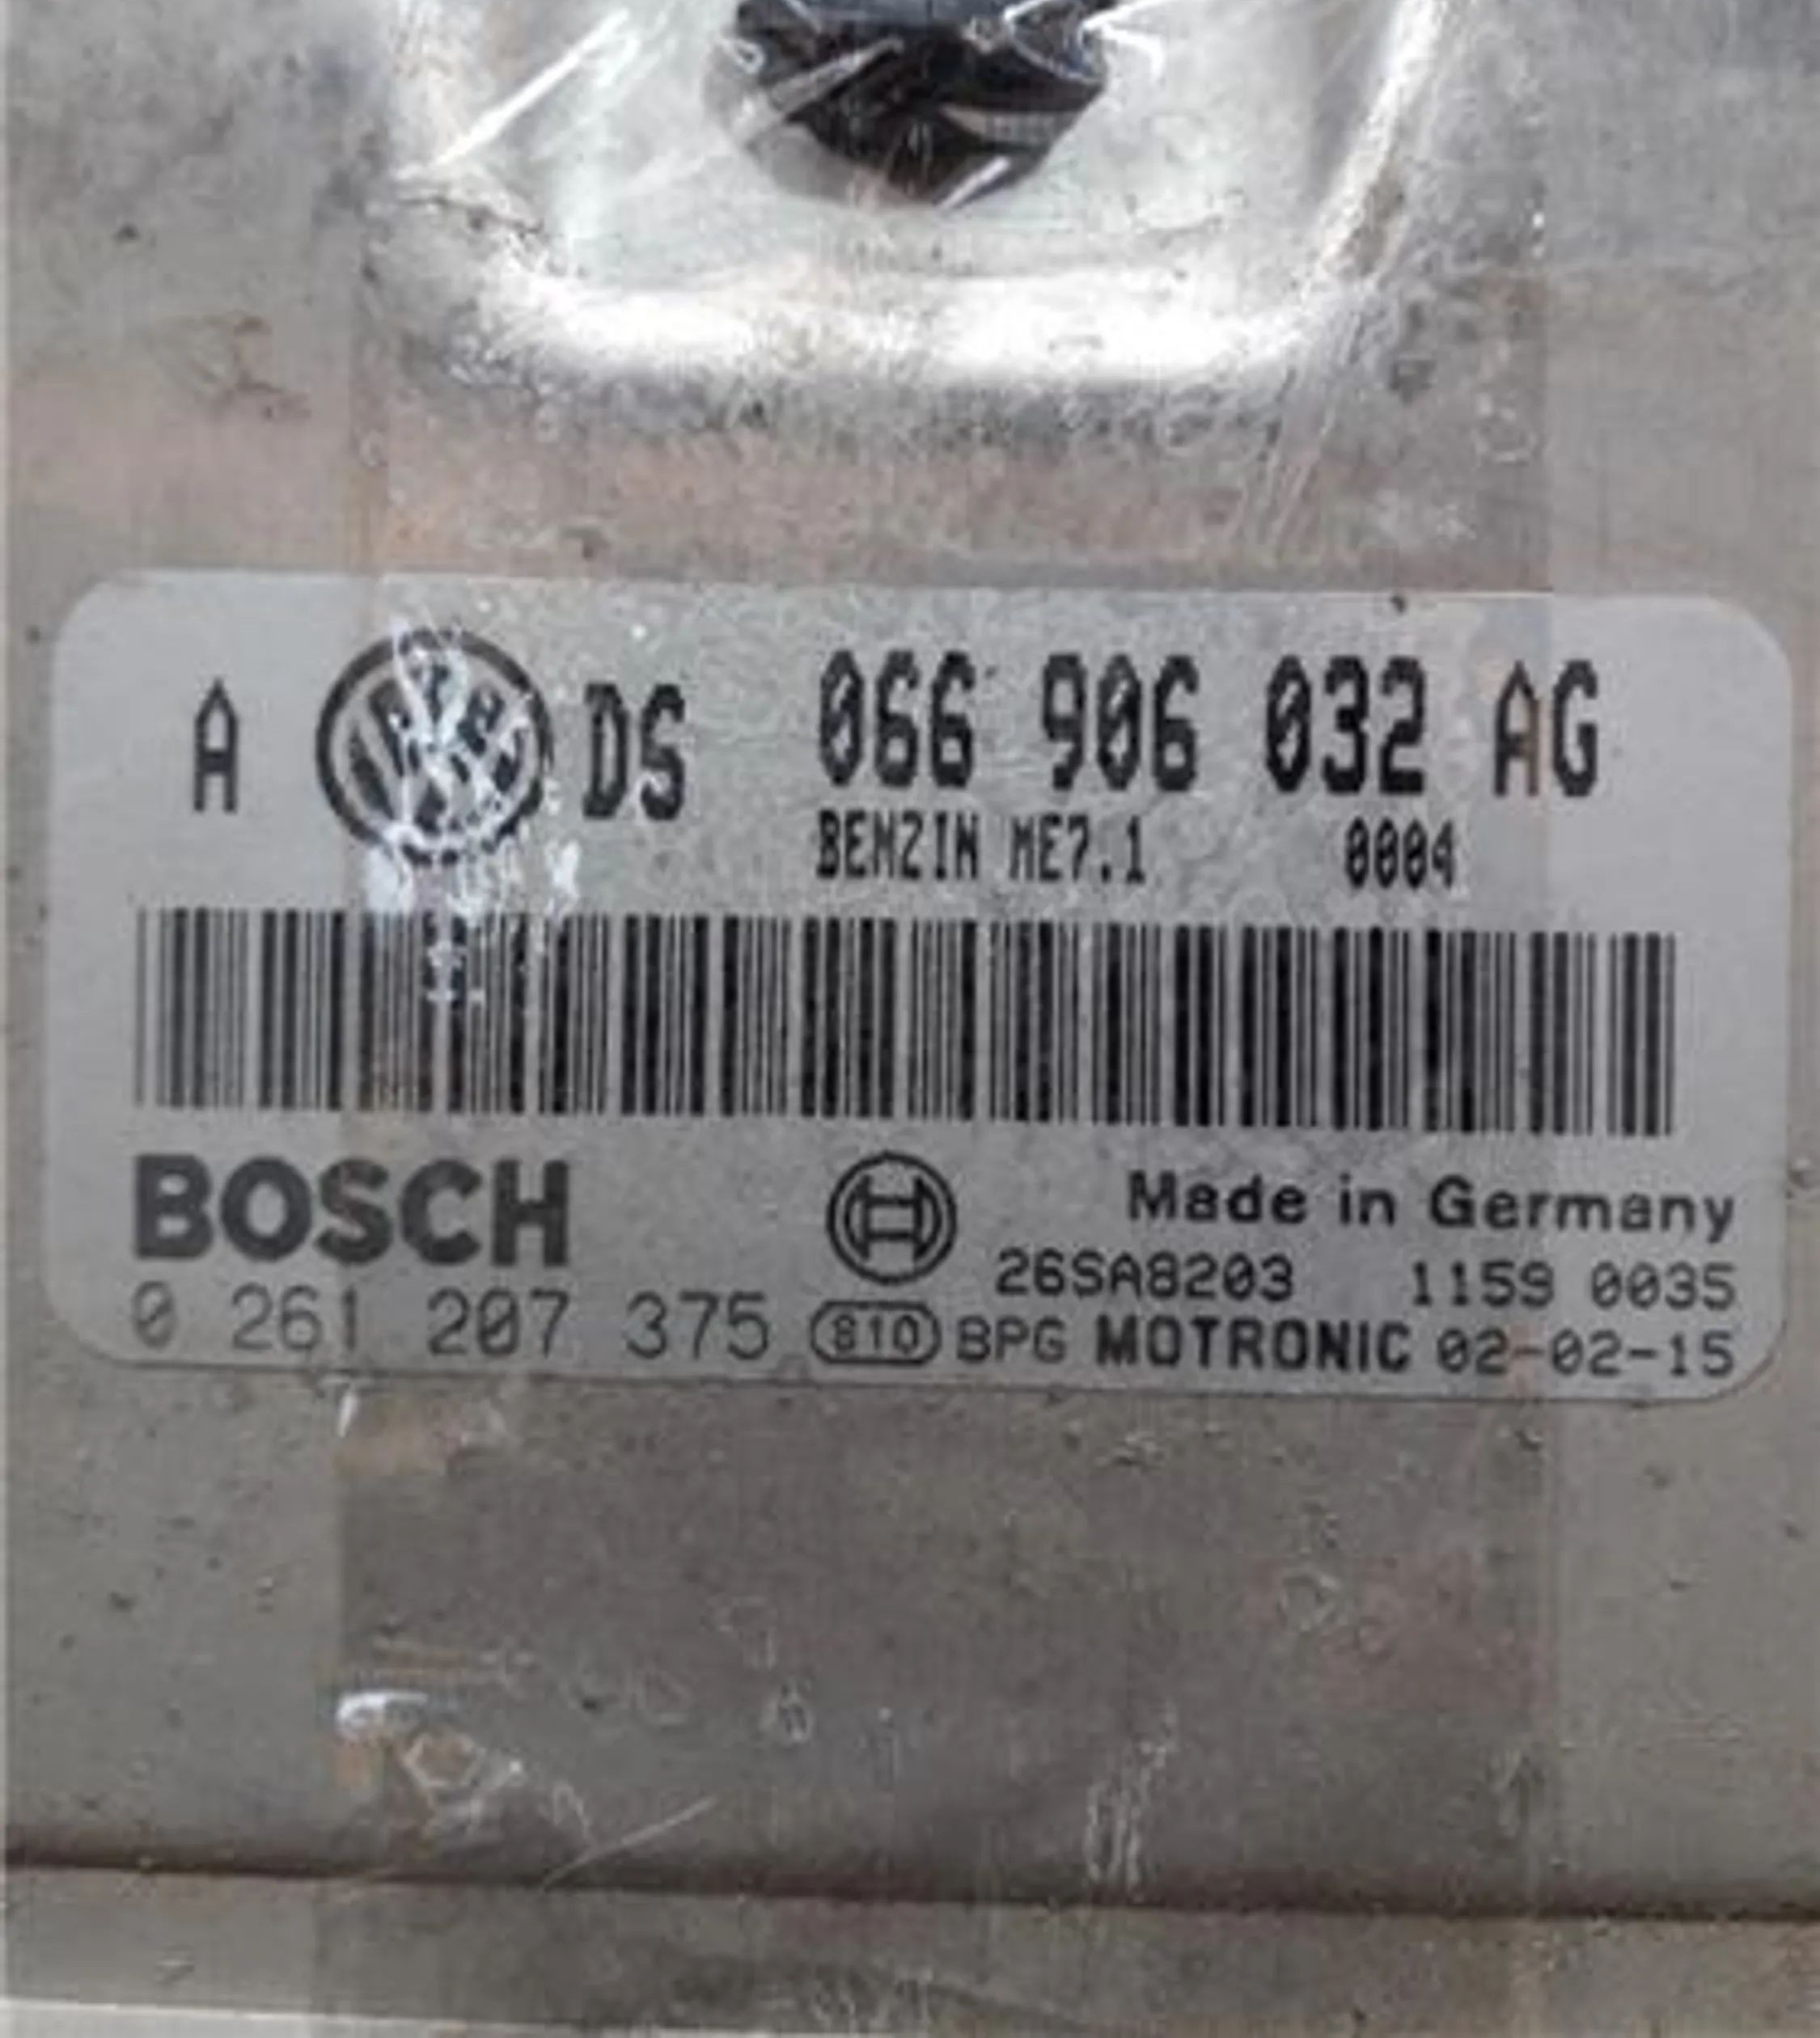 A DS 066 906 032 AG
BENZIN ME7.1 0004
BOSCH Made in Germany
26SA8203 1159 0035
0 261 207 375 810 BPG MOTRONIC 02-02-15